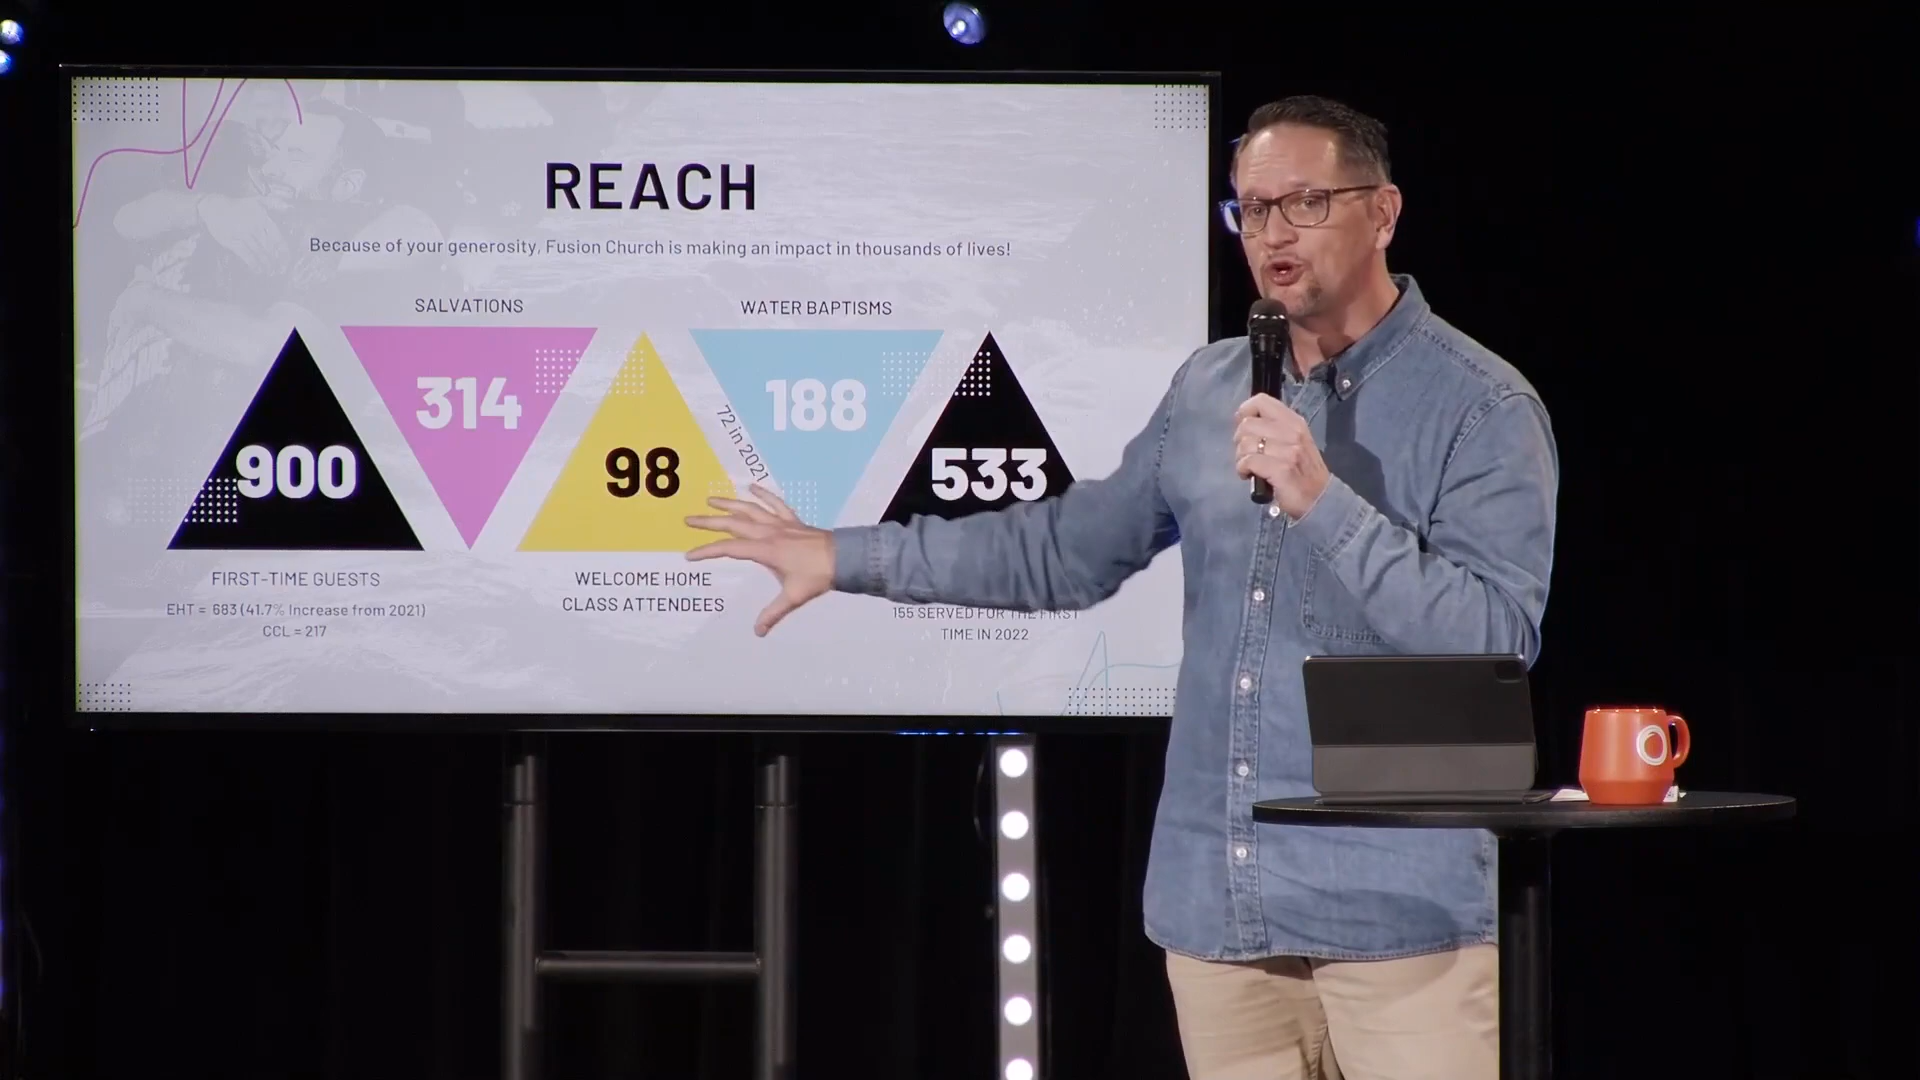 REACH
Because of your generosity, Fusion Church is making an impact in thousands of lives!
SALVATIONS
WATER BAPTISMS
314
188
72 in 2021
900
98
533
FIRST-TIME GUESTS
EHT = 683 (41.7% Increase from 2021)
CCL = 217
WELCOME HOME
CLASS ATTENDEES
155 SERVED FOR THE FIRST
TIME IN 2022